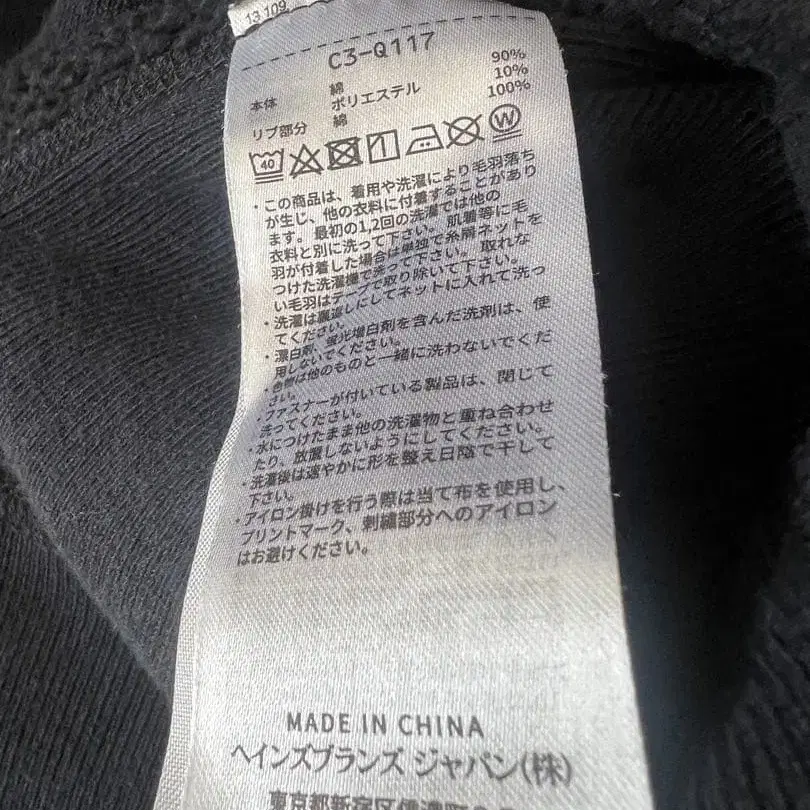 13 109
C3-Q117
本体 綿 90%
ポリエステル 10%
リブ部分 綿 100%
40 W
・この商品は、着用や洗濯により毛羽落ち
が生じ、他の衣料に付着することがあり
ます。最初の1,2回の洗濯では他の
衣料と別に洗って下さい。肌着等に毛
羽が付着した場合は単独で糸屑ネットを
つけた洗濯機で洗って下さい。取れな
い毛羽はテープで取り除いて下さい。
・洗濯は裏返しにしてネットに入れて洗っ
てください。
・漂白剤、蛍光増白剤を含んだ洗剤は、使
用しないでください。
・色物は他のものと一緒に洗わないでくだ
さい。
・ファスナーが付いている製品は、閉じて
洗ってください。
・水につけたまま他の洗濯物と重ね合わせ
たり、放置しないようにしてください。
・洗濯後は速やかに形を整え日陰で干して
下さい。
・アイロン掛けを行う際は当て布を使用し、
プリントマーク、刺繍部分へのアイロン
はお避けください。
MADE IN CHINA
ヘインズブランズ ジャパン(株)
東京都新宿区信濃町